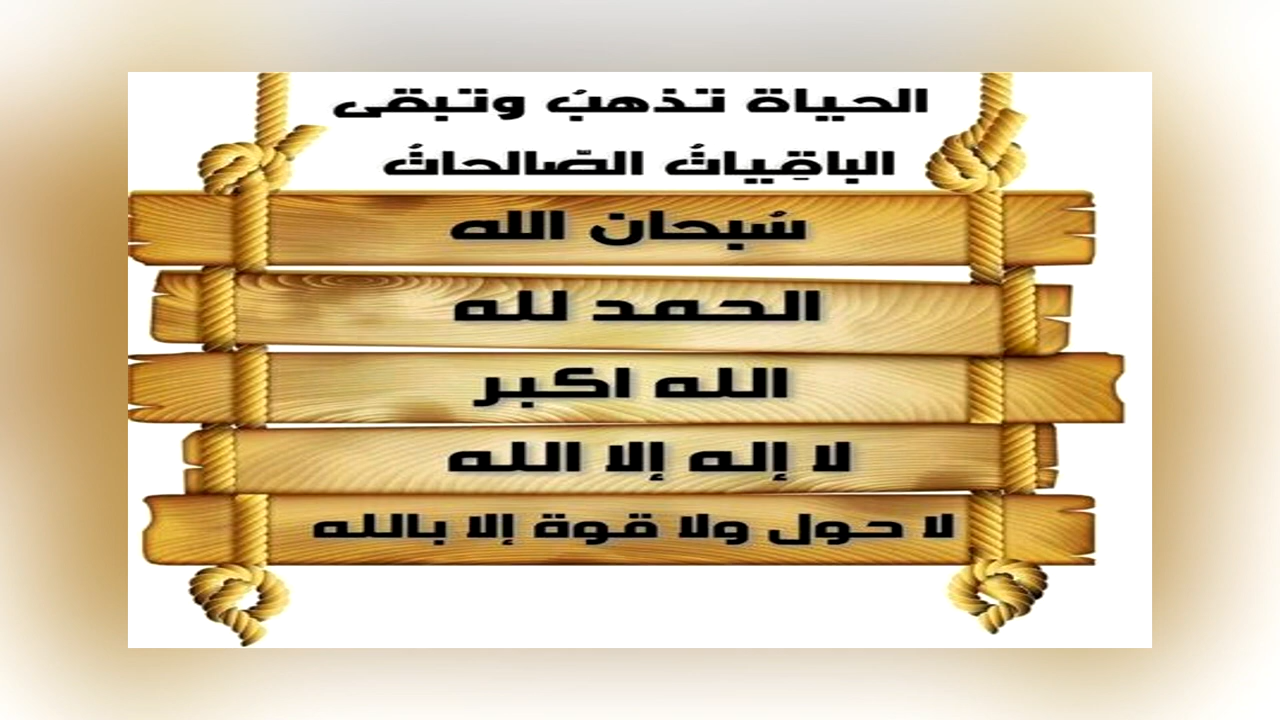 الحياة تذهبُ وتبقى
الباقِياتُ الصّالحاتُ
سُبحان الله
الحمد لله
الله اكبر
لا إله إلا الله
لا حول ولا قوة إلا بالله